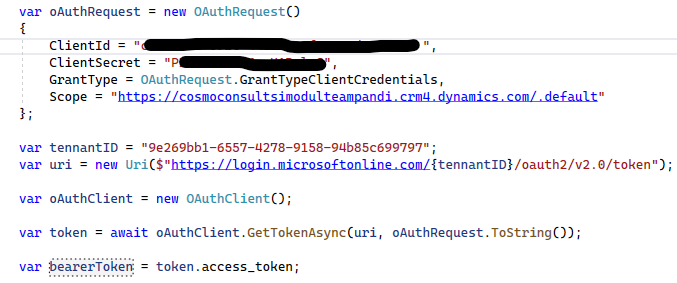 var oAuthRequest = new OAuthRequest()
{
ClientId = "
",
ClientSecret = "P
",
GrantType = OAuthRequest.GrantTypeClientCredentials,
Scope = "https://cosmoconsultsimodulteampandi.crm4.dynamics.com/.default"
};
var tennantID = "9e269bb1-6557-4278-9158-94b85c699797";
var uri = new Uri($"https://login.microsoftonline.com/{tennantID}/oauth2/v2.0/token");
var oAuthClient = new OAuthClient();
var token = await oAuthClient.GetTokenAsync(uri, oAuthRequest.ToString());
var bearerToken = token.access_token;